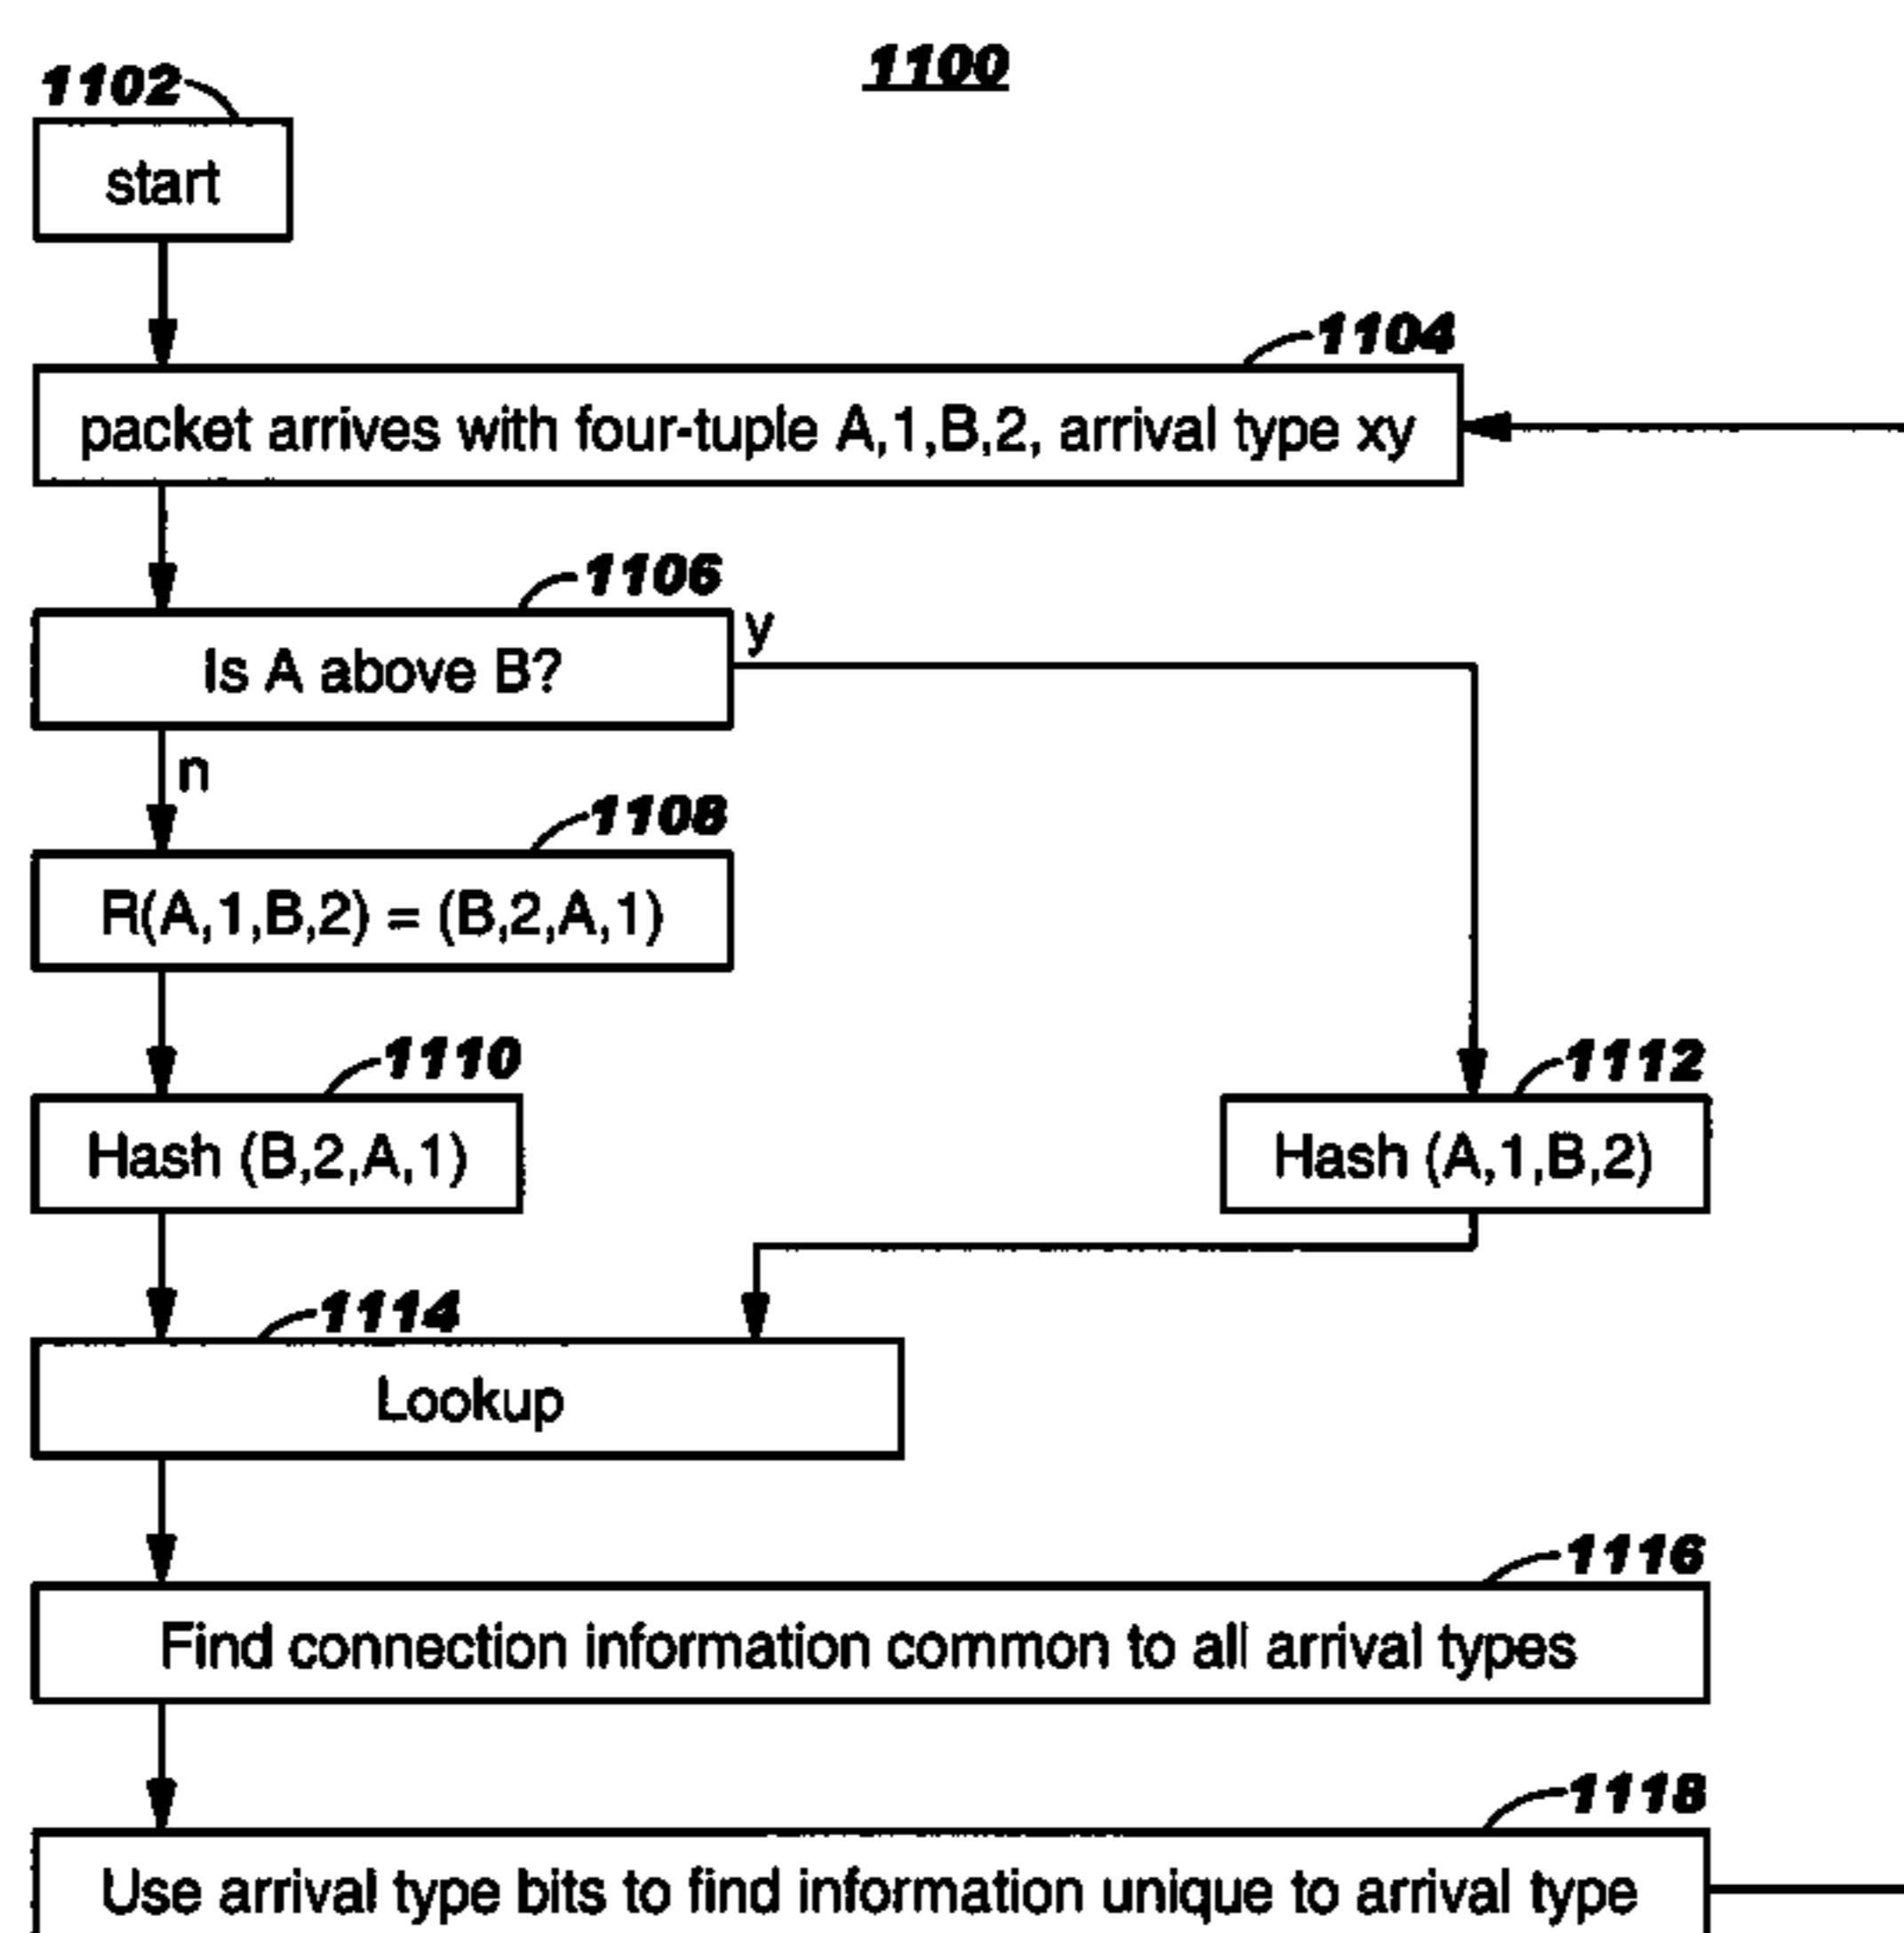 1100
1102
start
1104
packet arrives with four-tuple A,1,B,2, arrival type xy
1106
Is A above B?
y
n
1108
R(A,1,B,2) = (B,2,A,1)
1110
Hash (B,2,A,1)
1112
Hash (A,1,B,2)
1114
Lookup
1116
Find connection information common to all arrival types
1118
Use arrival type bits to find information unique to arrival type